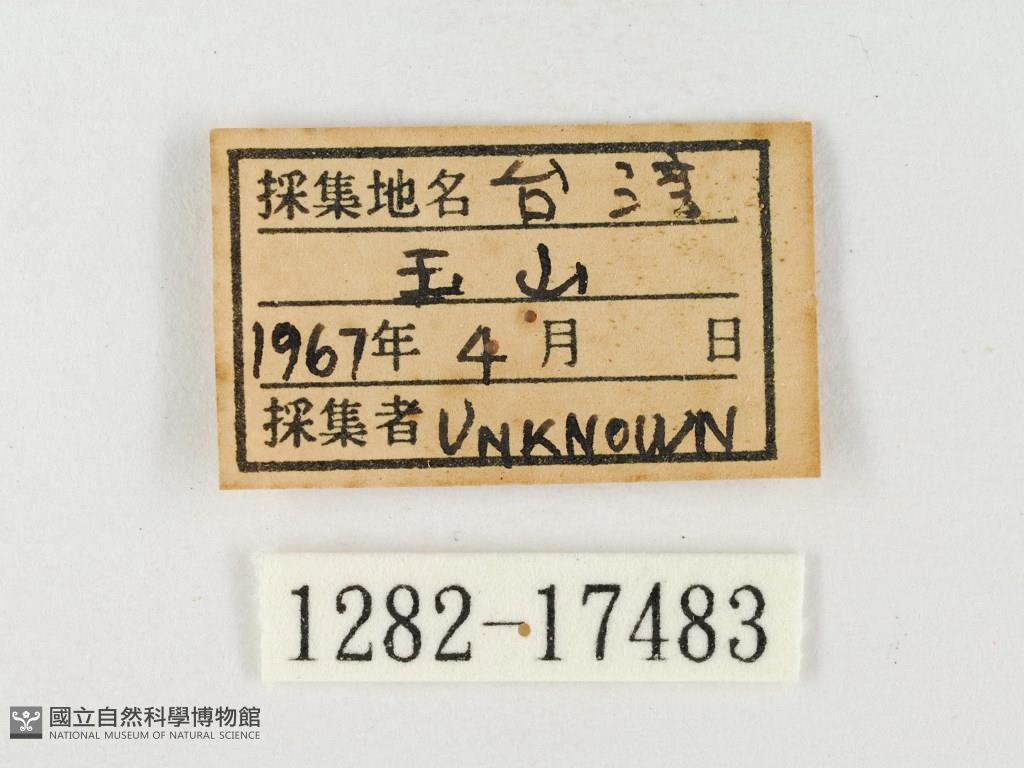 採集地名 台湾
玉山
1967年 4月 日
採集者 UNKNOWN
1282-17483
國立自然科學博物館
NATIONAL MUSEUM OF NATURAL SCIENCE